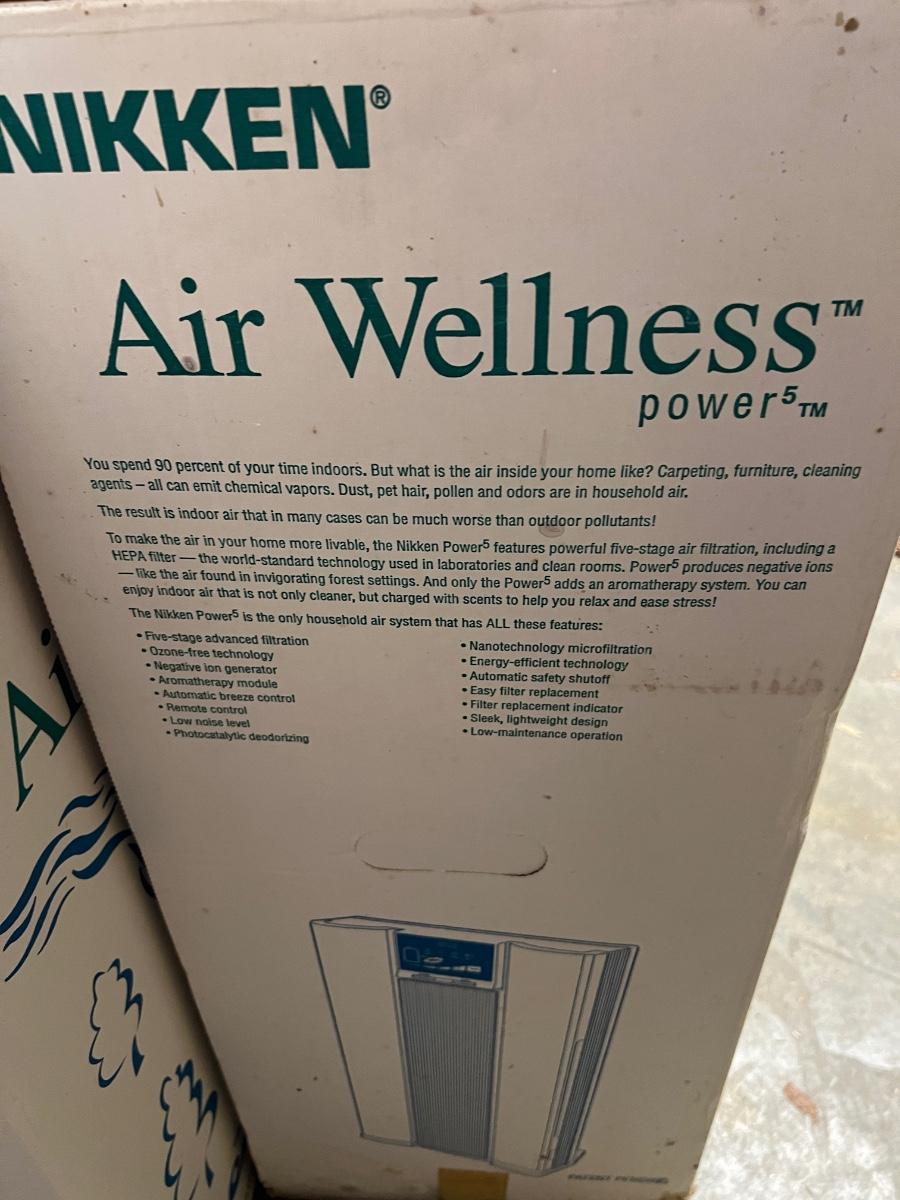 NIKKEN®
Air Wellness™
power⁵™
You spend 90 percent of your time indoors. But what is the air inside your home like? Carpeting, furniture, cleaning
agents – all can emit chemical vapors. Dust, pet hair, pollen and odors are in household air.
The result is indoor air that in many cases can be much worse than outdoor pollutants!
To make the air in your home more livable, the Nikken Power⁵ features powerful five-stage air filtration, including a
HEPA filter — the world-standard technology used in laboratories and clean rooms. Power⁵ produces negative ions
— like the air found in invigorating forest settings. And only the Power⁵ adds an aromatherapy system. You can
enjoy indoor air that is not only cleaner, but charged with scents to help you relax and ease stress!
The Nikken Power⁵ is the only household air system that has ALL these features:
• Five-stage advanced filtration
• Ozone-free technology
• Negative ion generator
• Aromatherapy module
• Automatic breeze control
• Remote control
• Low noise level
• Photocatalytic deodorizing
• Nanotechnology microfiltration
• Energy-efficient technology
• Automatic safety shutoff
• Easy filter replacement
• Filter replacement indicator
• Sleek, lightweight design
• Low-maintenance operation
Ai
PATENT PENDING